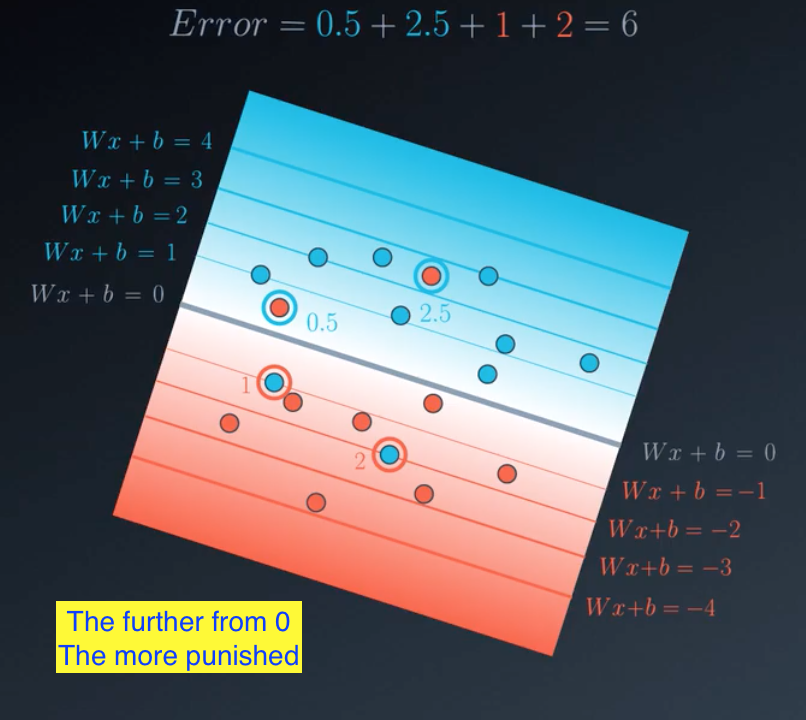 Error = 0.5 + 2.5 + 1 + 2 = 6
Wx + b = 4
Wx + b = 3
Wx + b = 2
Wx + b = 1
Wx + b = 0
0.5
2.5
1
2
Wx + b = 0
Wx + b = −1
Wx+b = −2
Wx+b = −3
Wx+b = −4
The further from 0
The more punished